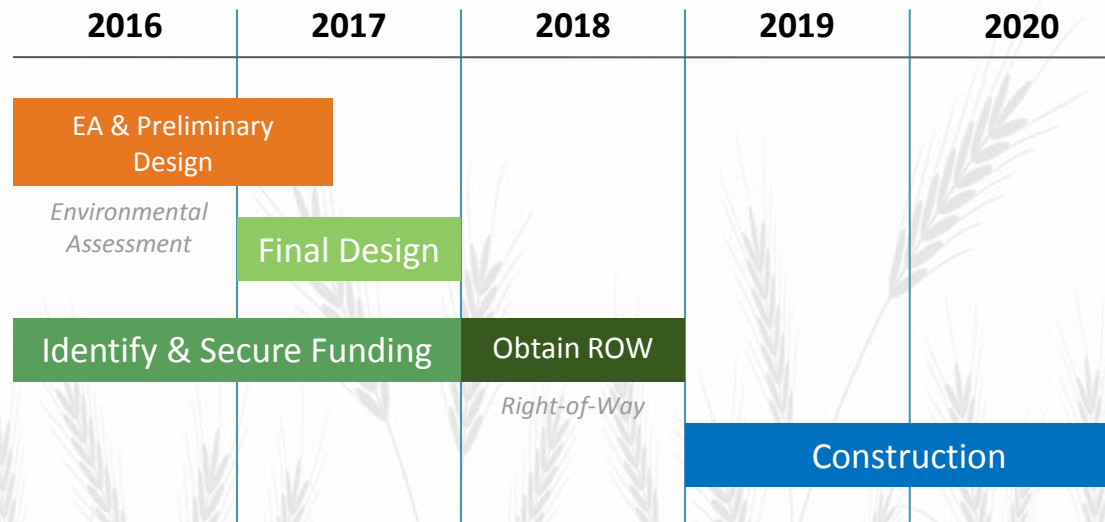 2016 2017 2018 2019 2020
EA & Preliminary
Design
Environmental
Assessment
Final Design
Identify & Secure Funding
Obtain ROW
Right-of-Way
Construction